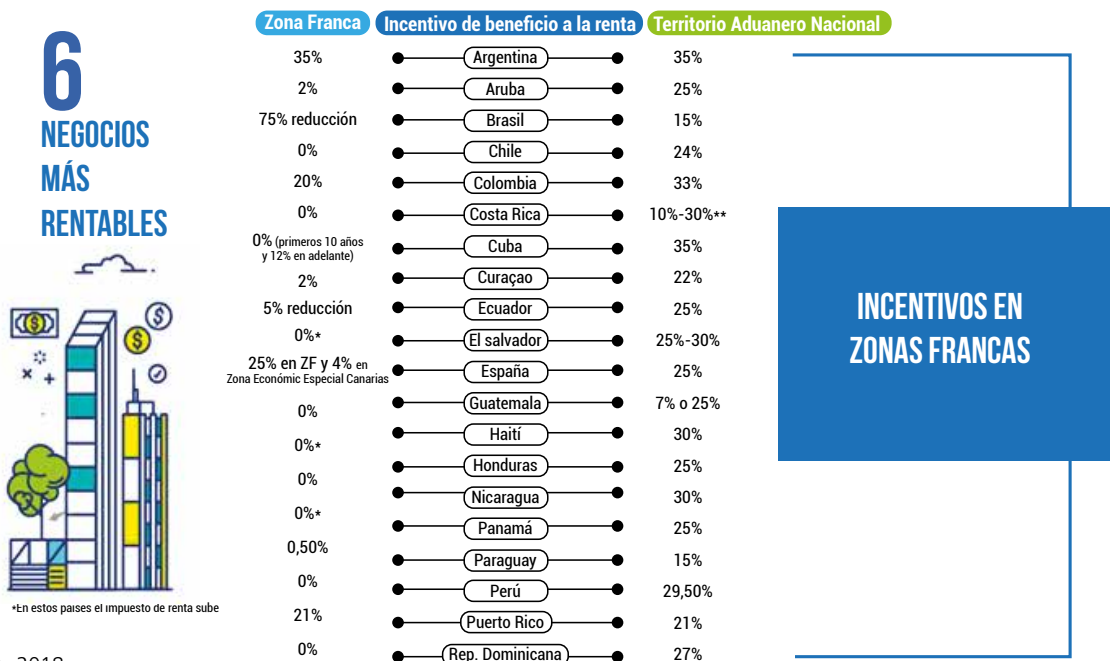 6
NEGOCIOS
MÁS
RENTABLES
Zona Franca Incentivo de beneficio a la renta Territorio Aduanero Nacional
35% Argentina 35%
2% Aruba 25%
75% reducción Brasil 15%
0% Chile 24%
20% Colombia 33%
0% Costa Rica 10%-30%**
0% (primeros 10 años
y 12% en adelante) Cuba 35%
2% Curaçao 22%
5% reducción Ecuador 25%
0%* El salvador 25%-30%
25% en ZF y 4% en
Zona Económic Especial Canarias España 25%
0% Guatemala 7% o 25%
0%* Haití 30%
0% Honduras 25%
0%* Nicaragua 30%
0,50% Panamá 25%
0% Paraguay 15%
21% Perú 29,50%
0% Puerto Rico 21%
Rep. Dominicana 27%
INCENTIVOS EN
ZONAS FRANCAS
*En estos países el impuesto de renta sube
2018